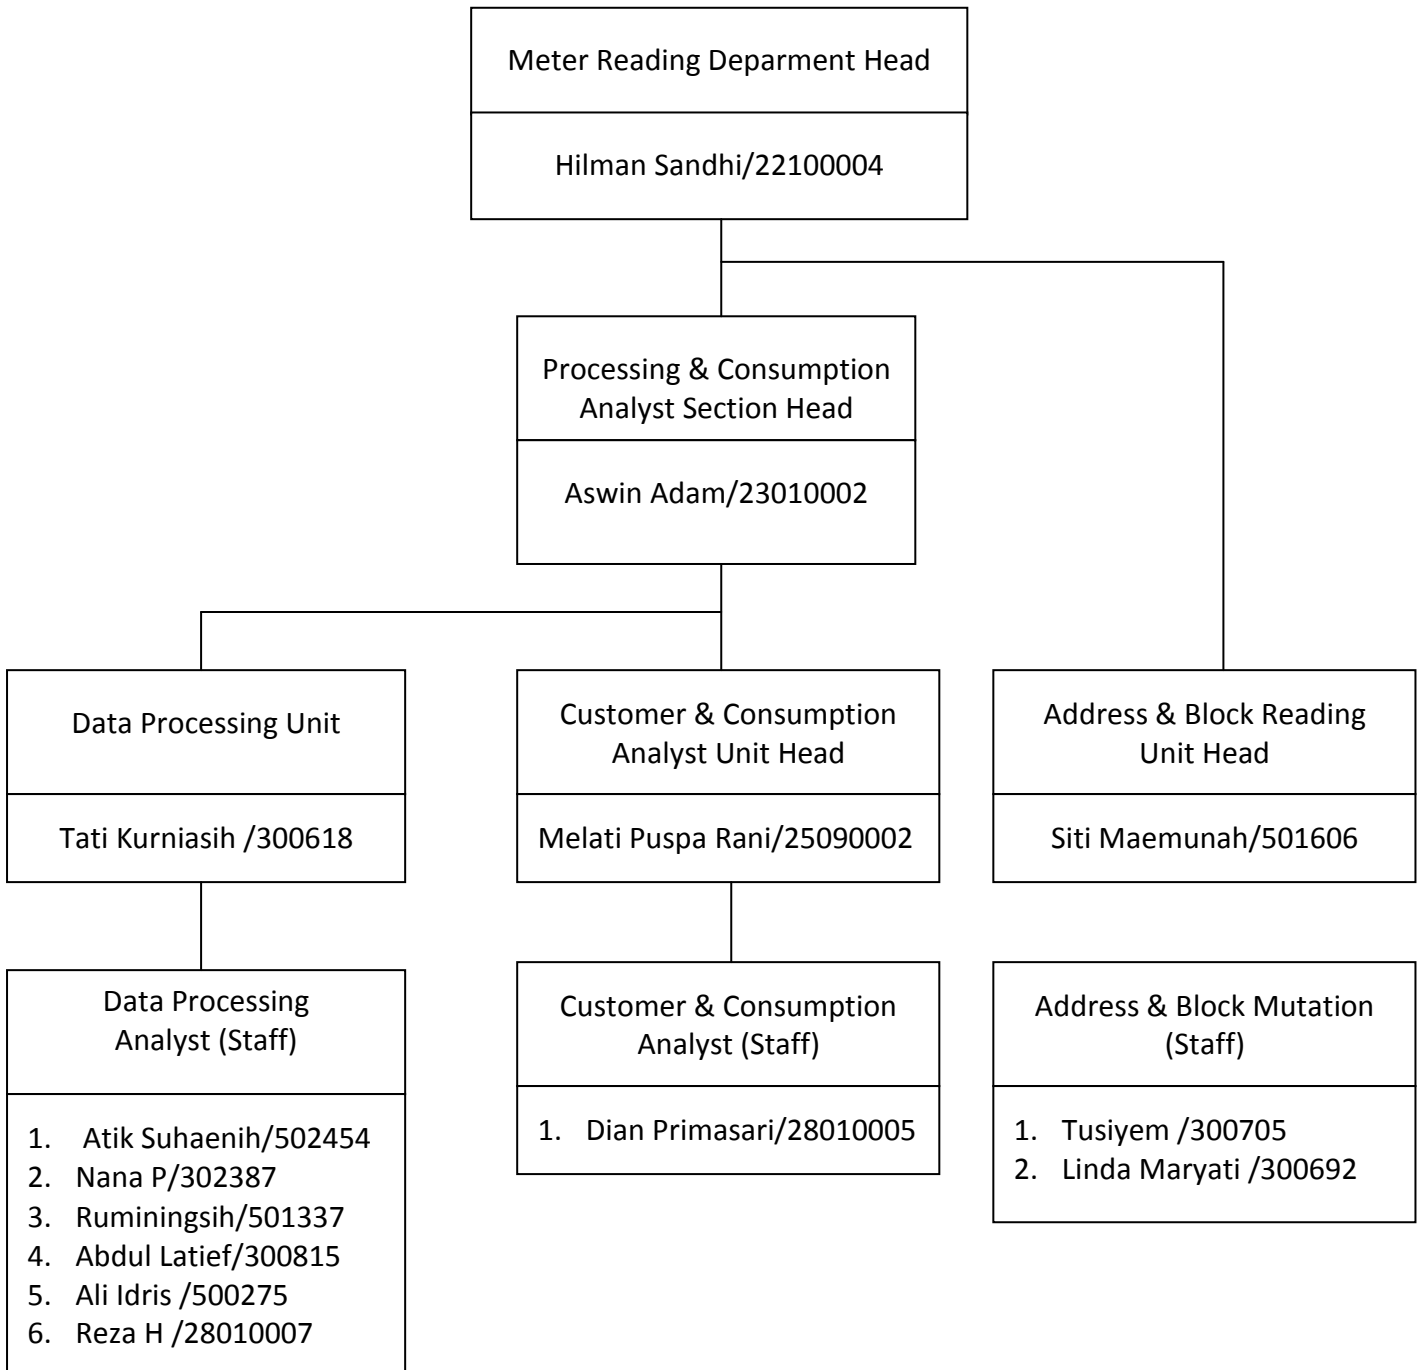 Meter Reading Deparment Head
Hilman Sandhi/22100004
Processing & Consumption
Analyst Section Head
Aswin Adam/23010002
Data Processing Unit
Tati Kurniasih /300618
Customer & Consumption
Analyst Unit Head
Melati Puspa Rani/25090002
Address & Block Reading
Unit Head
Siti Maemunah/501606
Data Processing
Analyst (Staff)
1. Atik Suhaenih/502454
2. Nana P/302387
3. Ruminingsih/501337
4. Abdul Latief/300815
5. Ali Idris /500275
6. Reza H /28010007
Customer & Consumption
Analyst (Staff)
1. Dian Primasari/28010005
Address & Block Mutation
(Staff)
1. Tusiyem /300705
2. Linda Maryati /300692